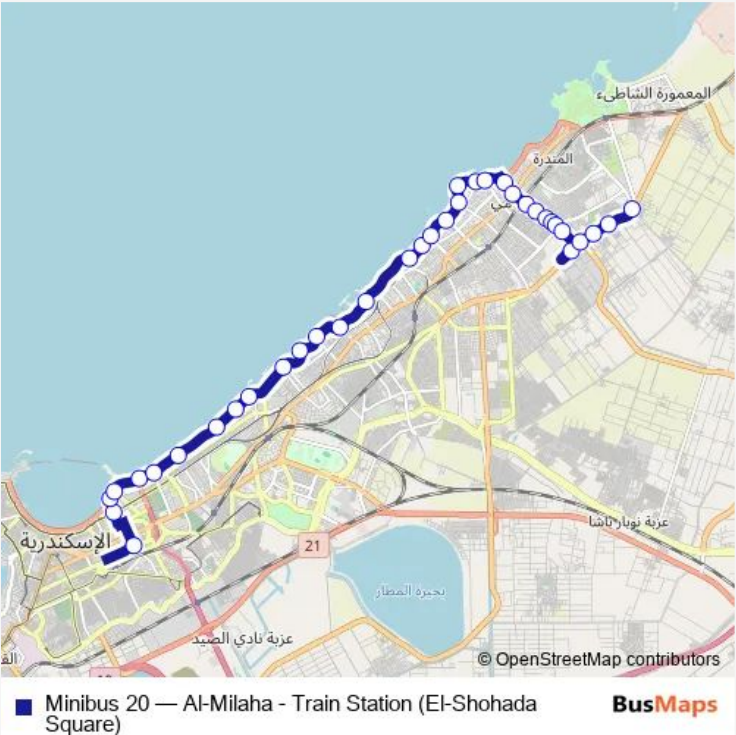 المعمورة الشاطىء
المندرة
مي
عزبة نوبار باشا
الإسكندرية
21
بحيرة المطار
عزبة نادي الصيد
© OpenStreetMap contributors
Minibus 20 — Al-Milaha - Train Station (El-Shohada
Square)
BusMaps